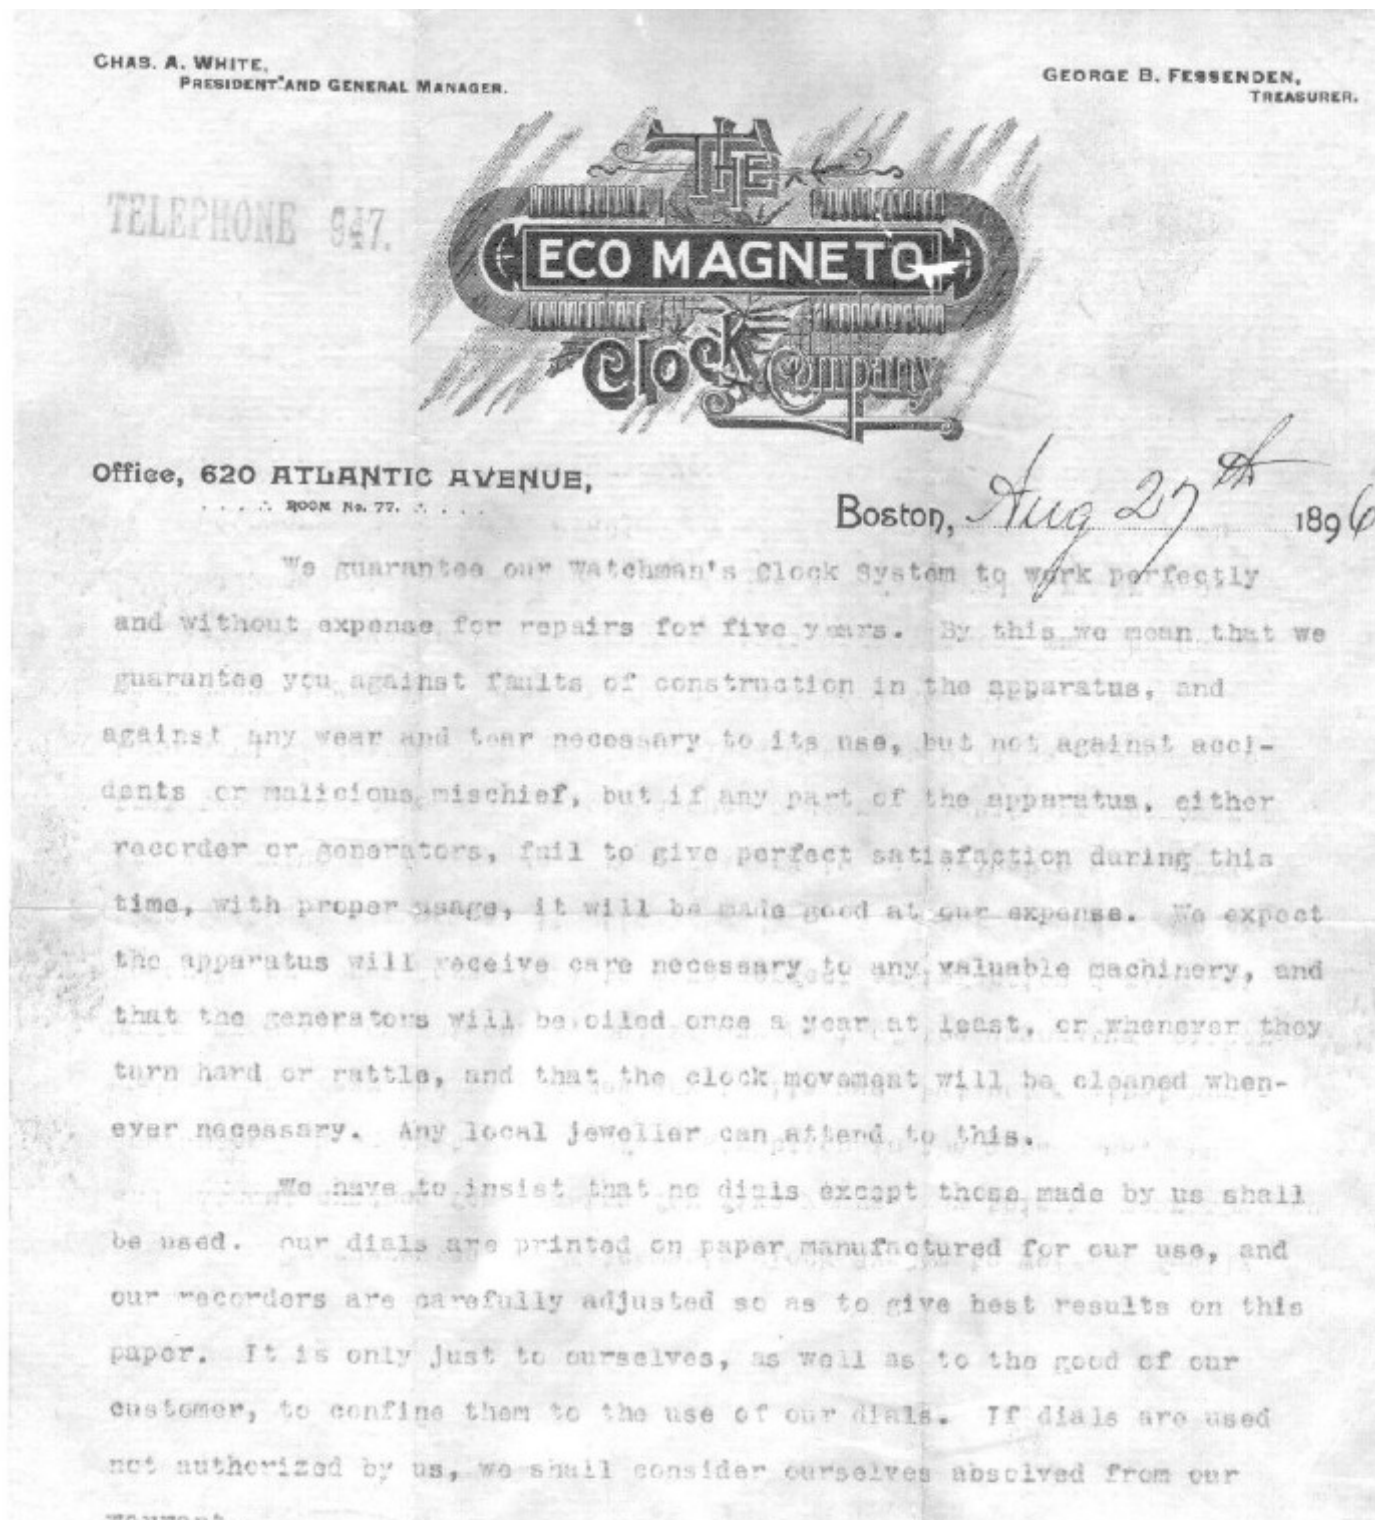 CHAS. A. WHITE,
PRESIDENT AND GENERAL MANAGER.
GEORGE B. FESSENDEN,
TREASURER.
TELEPHONE 947.
THE
ECO MAGNETO
Clock Company
Office, 620 ATLANTIC AVENUE,
ROOM No. 77.
Boston, Aug 27th 1896
We guarantee our Watchman's Clock System to work perfectly
and without expense for repairs for five years. By this we mean that we
guarantee you against faults of construction in the apparatus, and
against any wear and tear necessary to its use, but not against acci-
dents or malicious mischief, but if any part of the apparatus, either
recorder or generators, fail to give perfect satisfaction during this
time, with proper usage, it will be made good at our expense. We expect
the apparatus will receive care necessary to any valuable machinery, and
that the generators will be oiled once a year at least, or whenever they
turn hard or rattle, and that the clock movement will be cleaned when-
ever necessary. Any local jeweller can attend to this.
We have to insist that no dials except those made by us shall
be used. our dials are printed on paper manufactured for our use, and
our recorders are carefully adjusted so as to give best results on this
paper. It is only just to ourselves, as well as to the good of our
customer, to confine them to the use of our dials. If dials are used
not authorized by us, we shall consider ourselves absolved from our